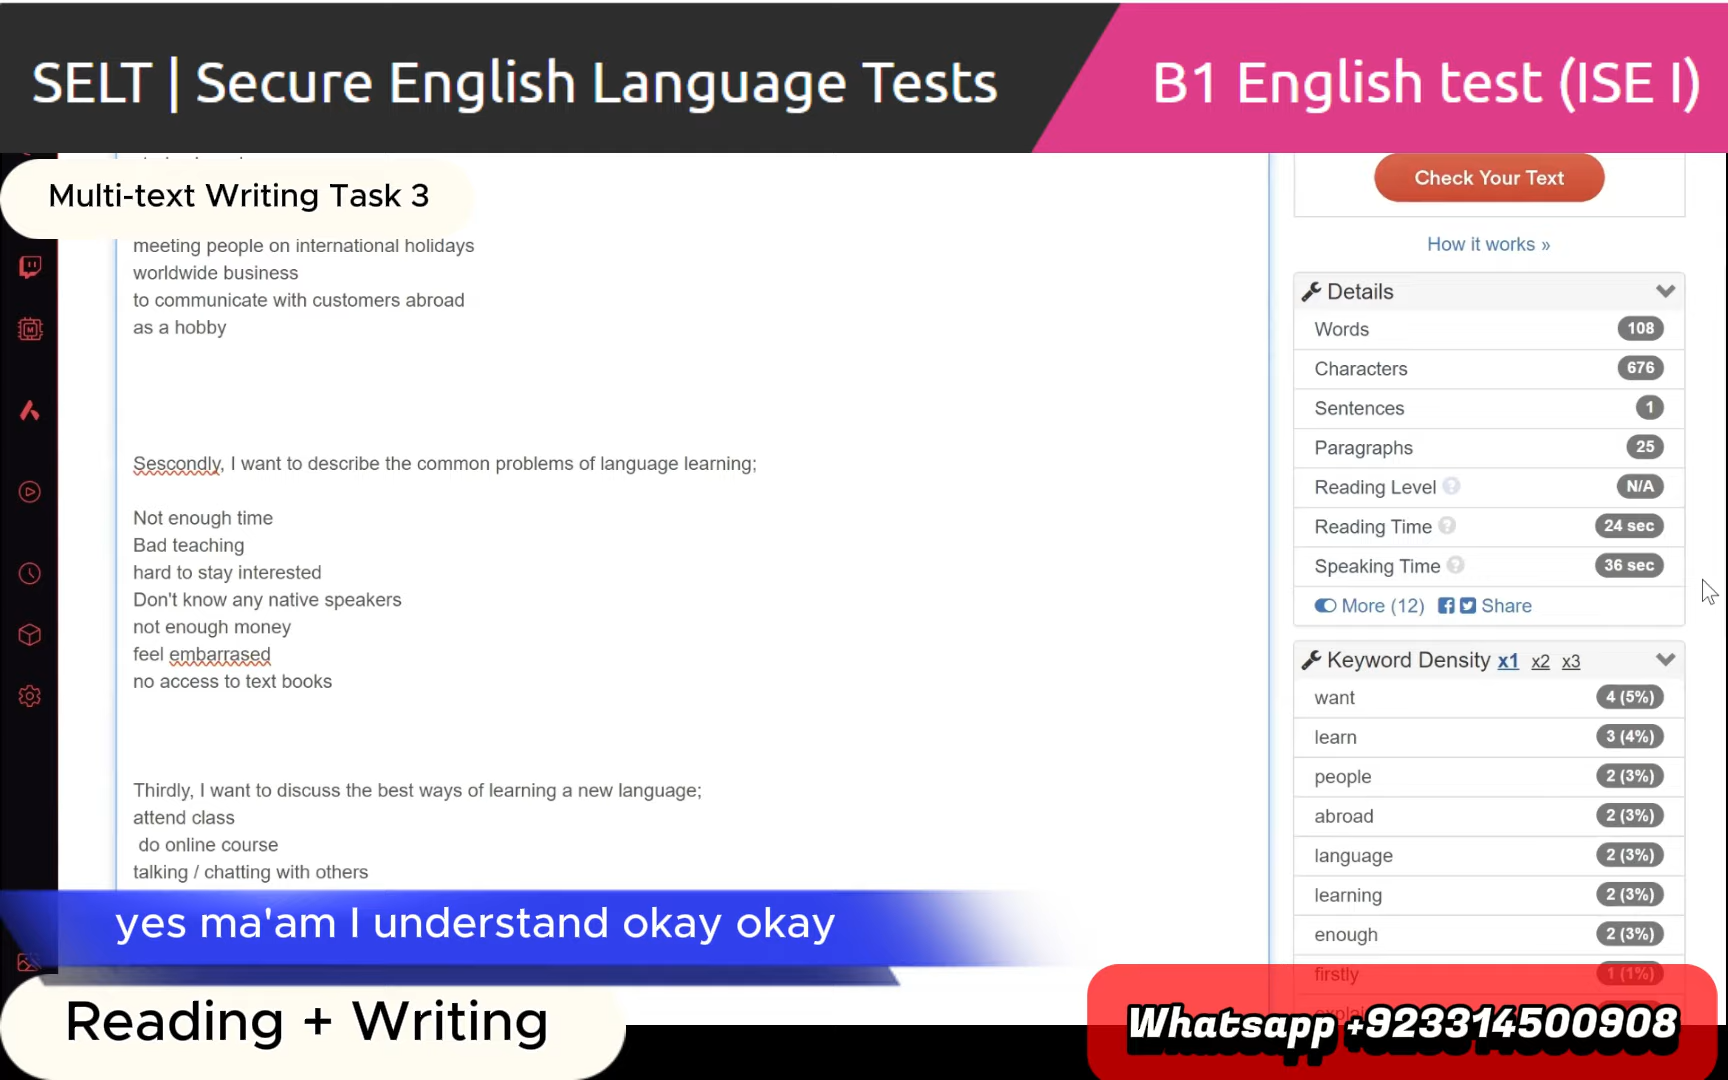 SELT | Secure English Language Tests
B1 English test (ISE I)
Multi-text Writing Task 3
meeting people on international holidays
worldwide business
to communicate with customers abroad
as a hobby
Sescondly, I want to describe the common problems of language learning;
Not enough time
Bad teaching
hard to stay interested
Don't know any native speakers
not enough money
feel embarrased
no access to text books
Thirdly, I want to discuss the best ways of learning a new language;
attend class
do online course
talking / chatting with others
Check Your Text
How it works »
Details
Words 108
Characters 676
Sentences 1
Paragraphs 25
Reading Level ? N/A
Reading Time ? 24 sec
Speaking Time ? 36 sec
More (12) Share
Keyword Density x1 x2 x3
want 4 (5%)
learn 3 (4%)
people 2 (3%)
abroad 2 (3%)
language 2 (3%)
learning 2 (3%)
enough 2 (3%)
firstly 1 (1%)
yes ma'am I understand okay okay
Reading + Writing
Whatsapp +923314500908